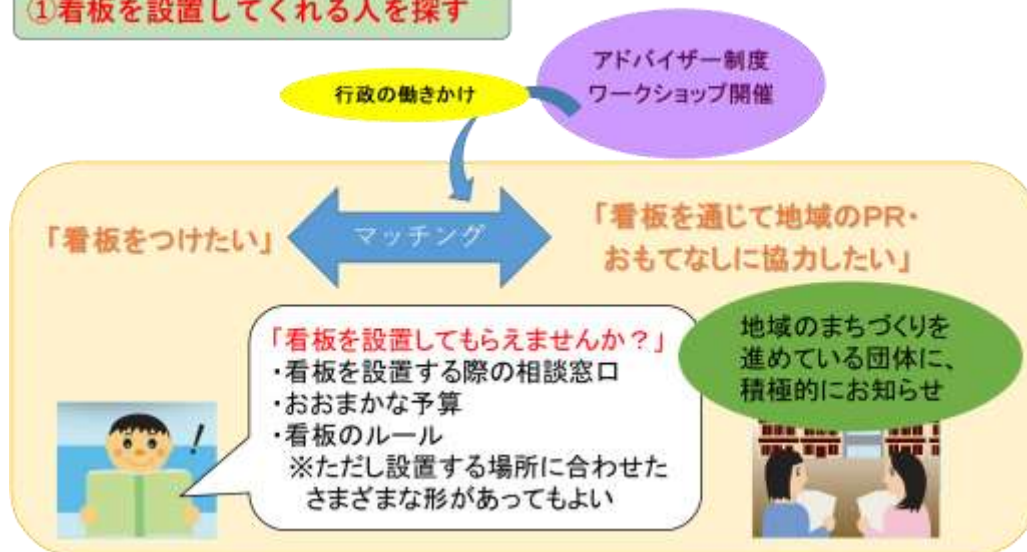 ①看板を設置してくれる人を探す
アドバイザー制度
ワークショップ開催
行政の働きかけ
「看板をつけたい」
マッチング
「看板を通じて地域のPR・
おもてなしに協力したい」
「看板を設置してもらえませんか？」
・看板を設置する際の相談窓口
・おおまかな予算
・看板のルール
※ただし設置する場所に合わせた
さまざまな形があってもよい
地域のまちづくりを
進めている団体に、
積極的にお知らせ
！